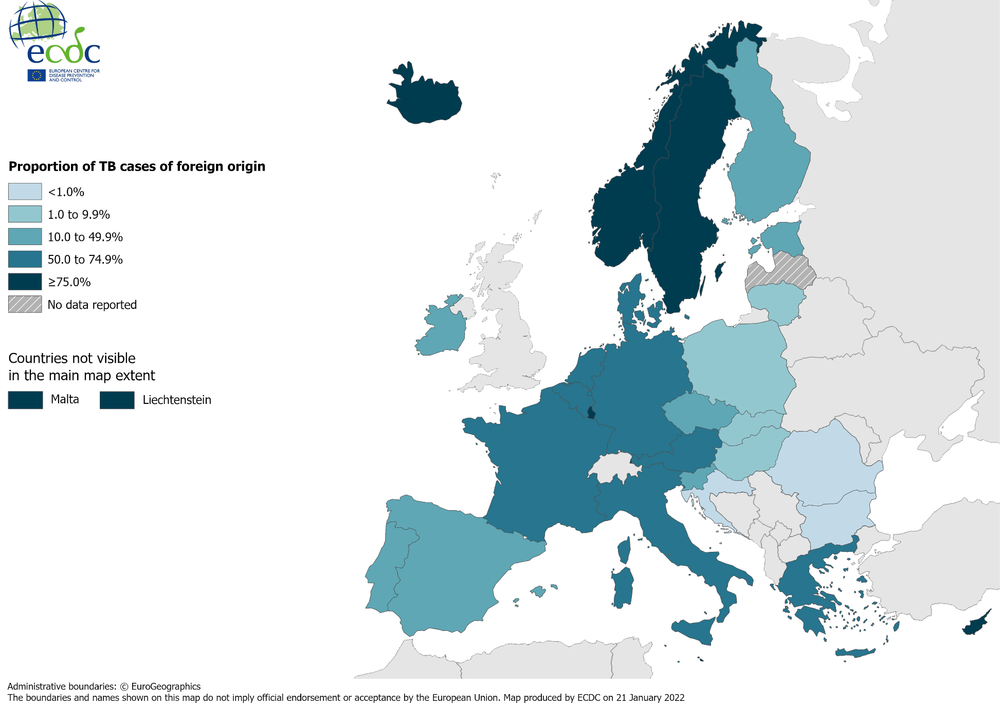 ecdc
EUROPEAN CENTRE FOR
DISEASE PREVENTION
AND CONTROL
Proportion of TB cases of foreign origin
<1.0%
1.0 to 9.9%
10.0 to 49.9%
50.0 to 74.9%
≥75.0%
No data reported
Countries not visible
in the main map extent
Malta
Liechtenstein
Administrative boundaries: © EuroGeographics
The boundaries and names shown on this map do not imply official endorsement or acceptance by the European Union. Map produced by ECDC on 21 January 2022